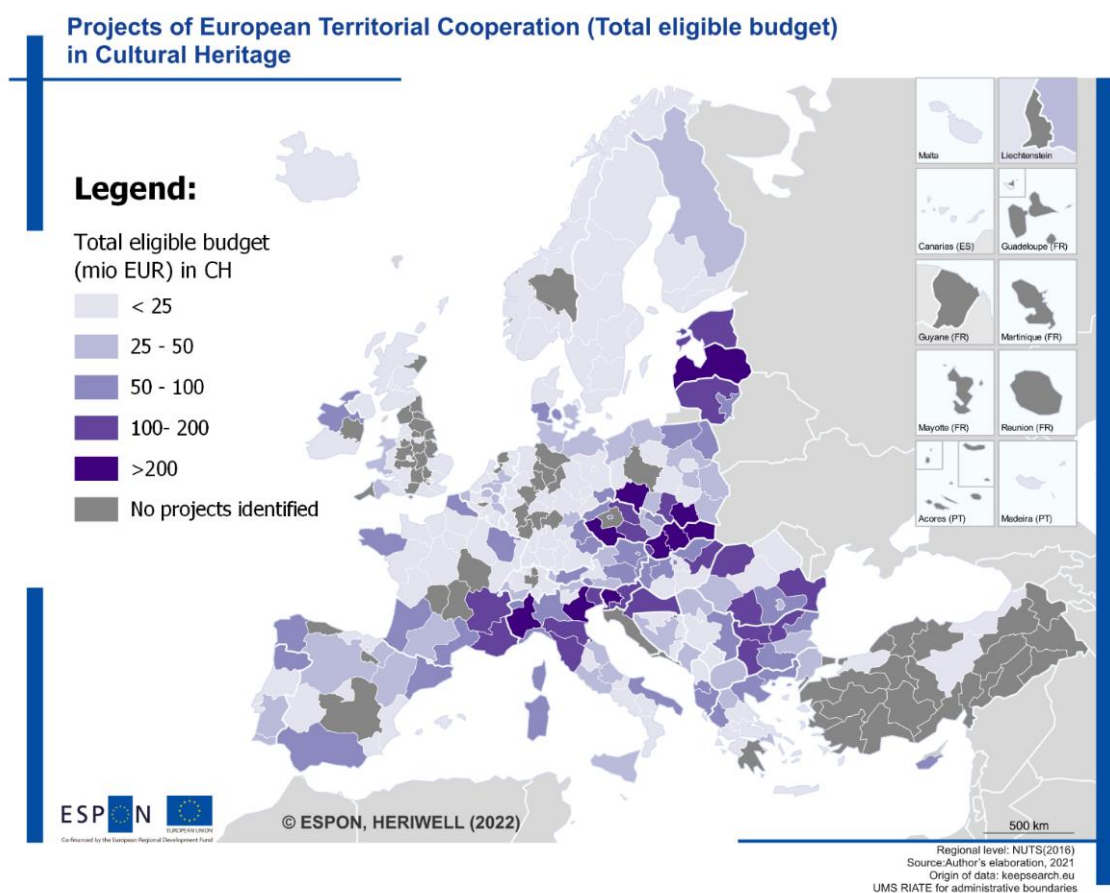 Projects of European Territorial Cooperation (Total eligible budget)
in Cultural Heritage
Legend:
Total eligible budget
(mio EUR) in CH
< 25
25 - 50
50 - 100
100- 200
>200
No projects identified
Malta
Liechtenstein
Canarias (ES)
Guadeloupe (FR)
Guyane (FR)
Martinique (FR)
Mayotte (FR)
Reunion (FR)
Acores (PT)
Madeira (PT)
ESPON
EUROPEAN UNION
Co-financed by the European Regional Development Fund
© ESPON, HERIWELL (2022)
500 km
Regional level: NUTS(2016)
Source:Author's elaboration, 2021
Origin of data: keepsearch.eu
UMS RIATE for administrative boundaries